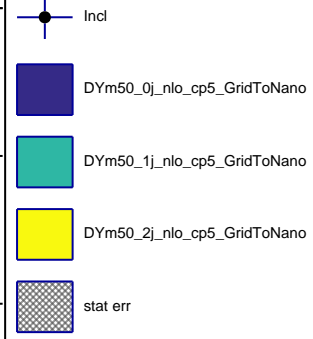 Incl
DYm50_0j_nlo_cp5_GridToNano
DYm50_1j_nlo_cp5_GridToNano
DYm50_2j_nlo_cp5_GridToNano
stat err